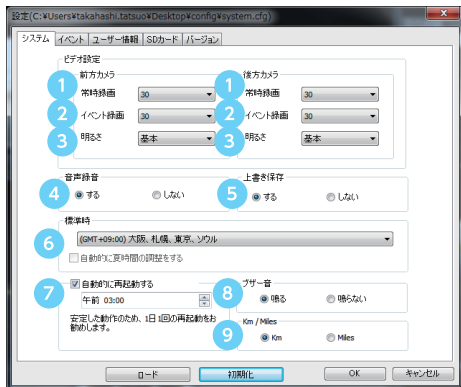 設定(C:¥Users¥takahashi.tatsuo¥Desktop¥config¥system.cfg)
システム イベント ユーザー情報 SDカード バージョン
ビデオ設定
前方カメラ 後方カメラ
1 常時録画 30 1 常時録画 30
2 イベント録画 30 2 イベント録画 30
3 明るさ 基本 3 明るさ 基本
音声録音 上書き保存
4 する しない 5 する しない
標準時
6 (GMT+09:00) 大阪、札幌、東京、ソウル
自動的に夏時間の調整をする
7 自動的に再起動する 8 ブザー音
午前 03:00 鳴る 鳴らない
安定した動作のため、1日1回の再起動をお
勧めします。
9 Km / Miles
Km Miles
ロード 初期化 OK キャンセル